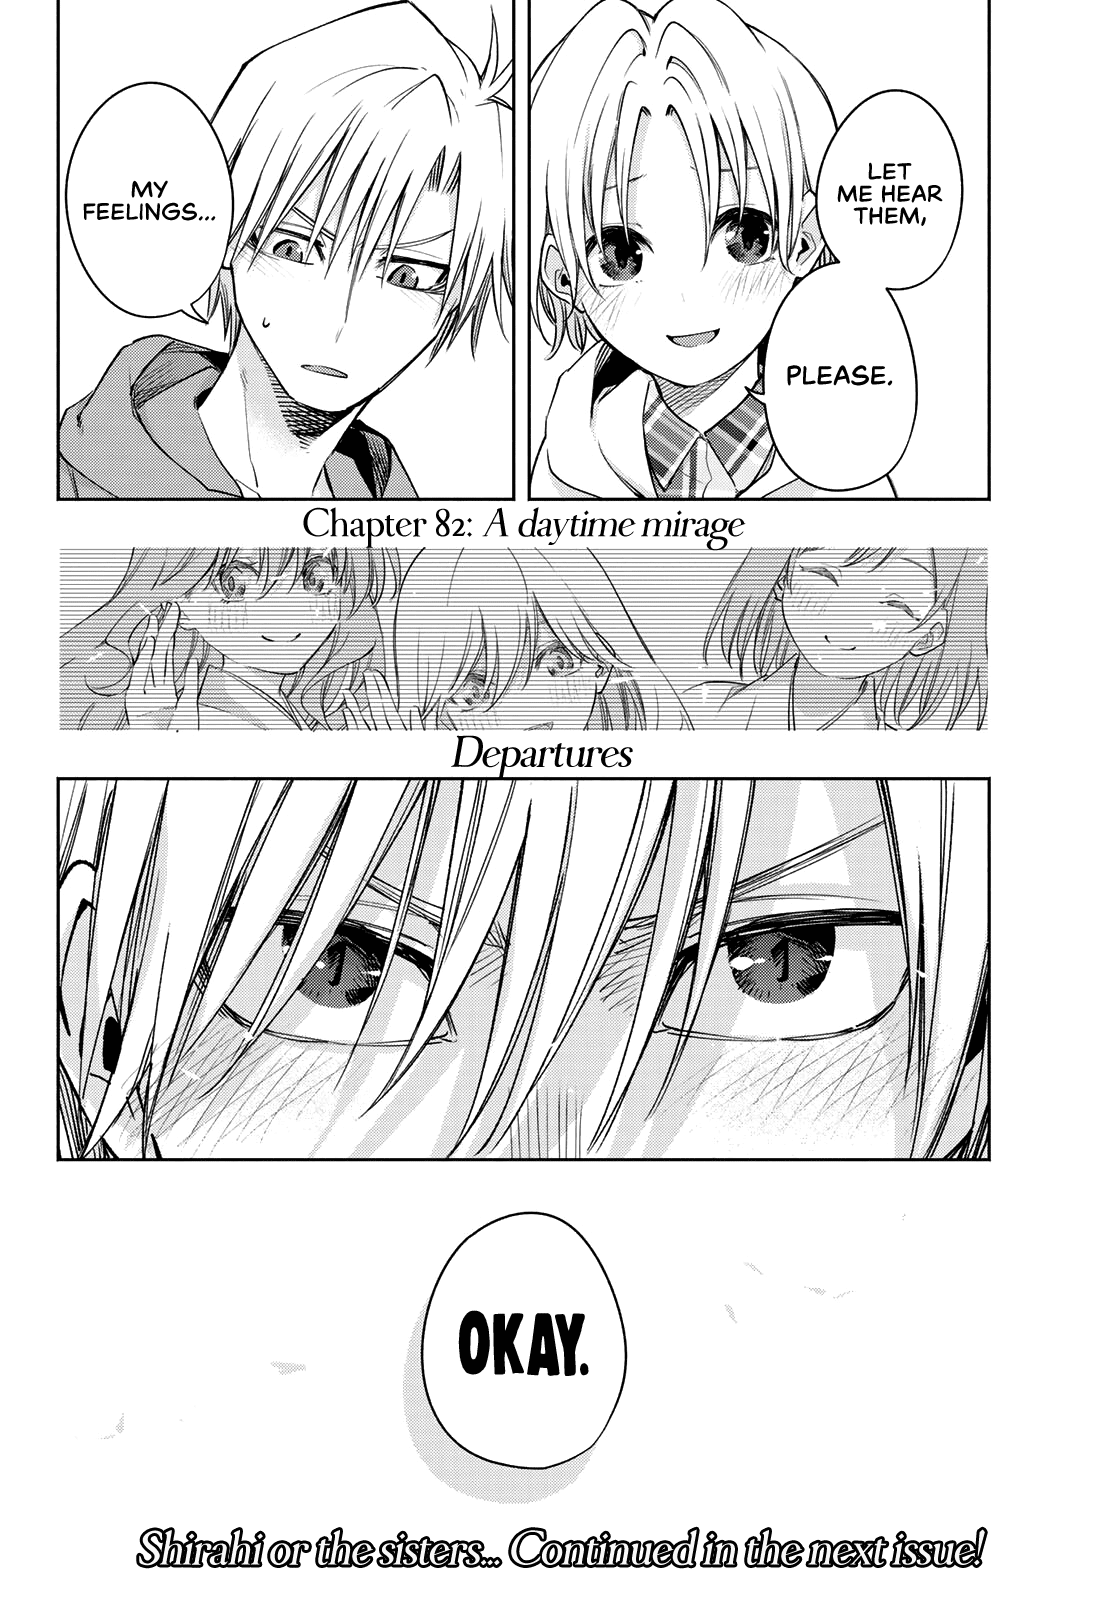 LET
ME HEAR
THEM,
PLEASE.
MY
FEELINGS...
Chapter 82: A daytime mirage
Departures
OKAY.
Shirahi or the sisters... Continued in the next issue!